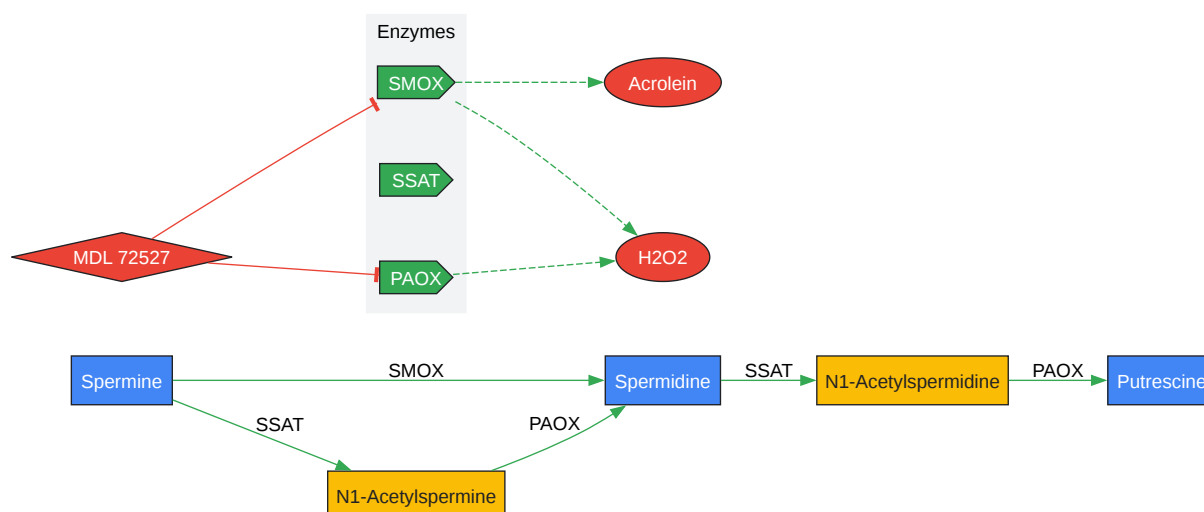 Enzymes
SMOX
Acrolein
SSAT
MDL 72527
H2O2
PAOX
Spermine
SMOX
Spermidine
SSAT
N1-Acetylspermidine
PAOX
Putrescine
SSAT
PAOX
N1-Acetylspermine